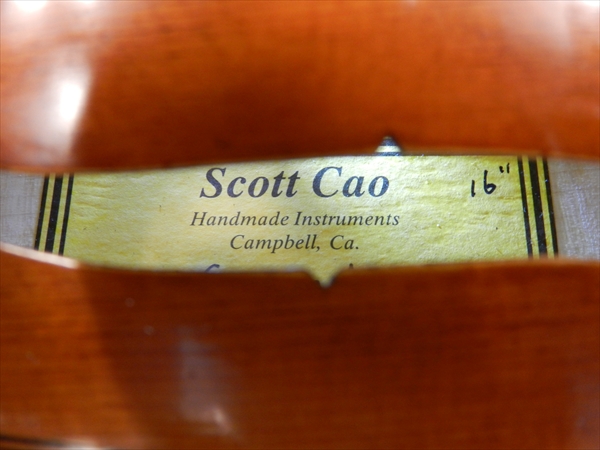 Scott Cao
16"
Handmade Instruments
Campbell, Ca.